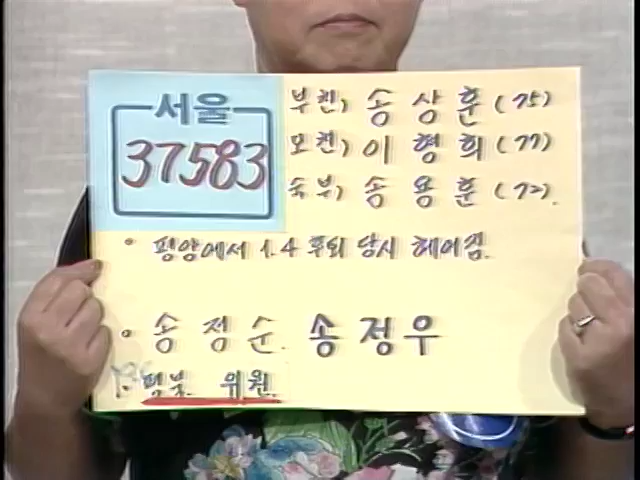 서울
37583
부친) 송상훈 (75)
모친) 이형희 (77)
숙부) 송용훈 (72).
◦ 평양에서 1.4 후퇴 당시 헤어짐.
◦ 송정순. 송정우
평북. 위원.